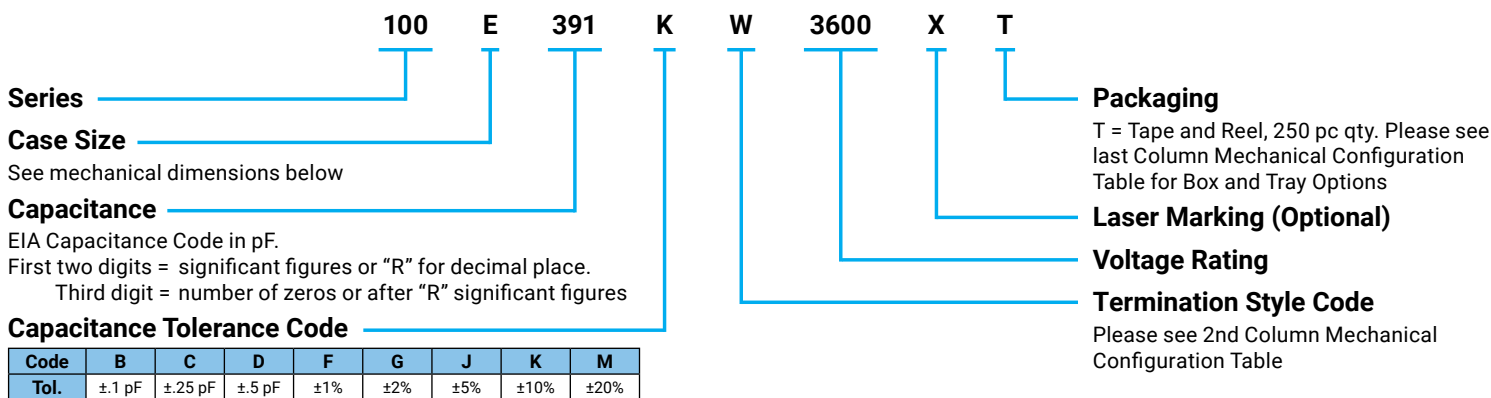 100 E 391 K W 3600 X T
Series
Case Size
See mechanical dimensions below
Capacitance
EIA Capacitance Code in pF.
First two digits = significant figures or “R” for decimal place.
Third digit = number of zeros or after “R” significant figures
Capacitance Tolerance Code
Code B C D F G J K M
Tol. ±.1 pF ±.25 pF ±.5 pF ±1% ±2% ±5% ±10% ±20%
Packaging
T = Tape and Reel, 250 pc qty. Please see
last Column Mechanical Configuration
Table for Box and Tray Options
Laser Marking (Optional)
Voltage Rating
Termination Style Code
Please see 2nd Column Mechanical
Configuration Table